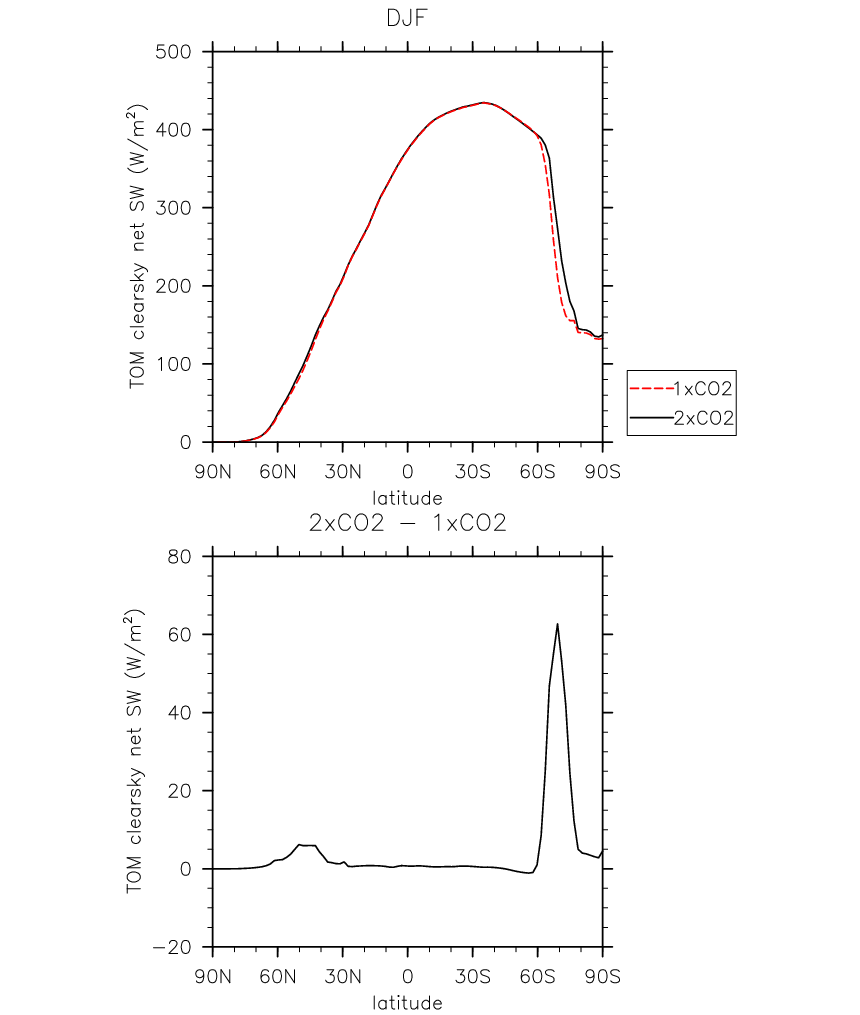 DJF
TOM clearsky net SW (W/m²)
500
400
300
200
100
0
90N 60N 30N 0 30S 60S 90S
latitude
1xCO2
2xCO2
2xCO2 − 1xCO2
TOM clearsky net SW (W/m²)
80
60
40
20
0
−20
90N 60N 30N 0 30S 60S 90S
latitude